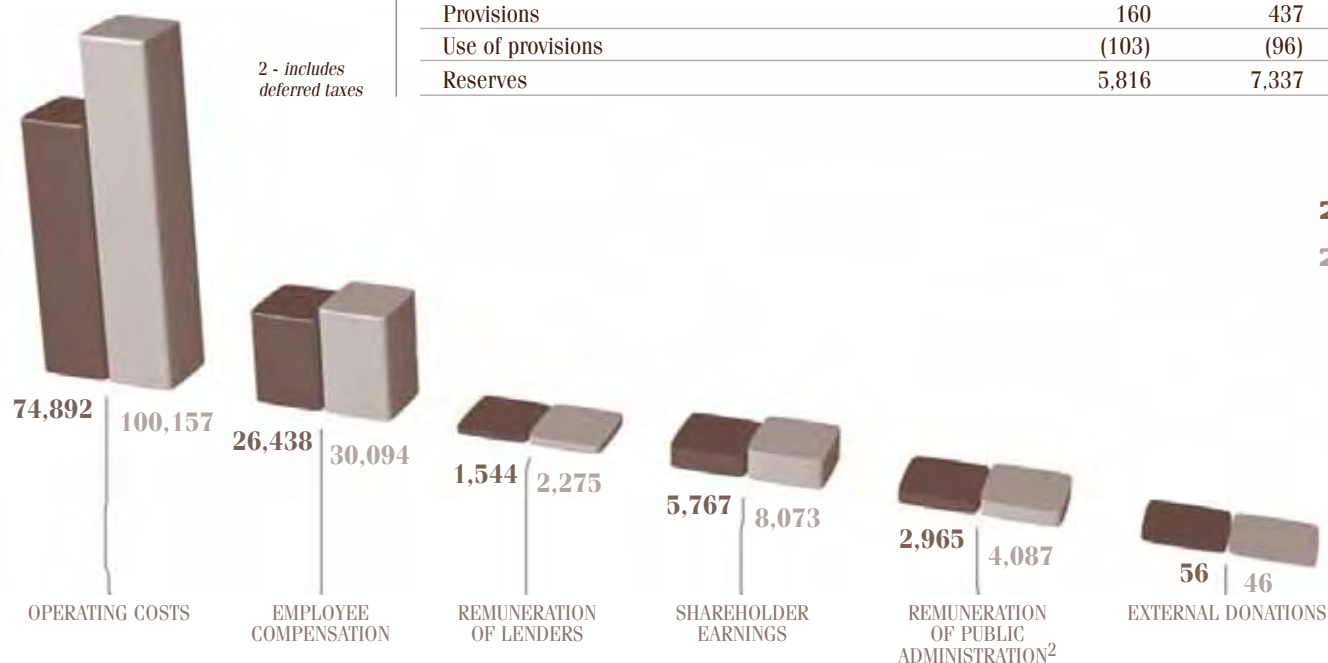 Provisions 160 437
Use of provisions (103) (96)
Reserves 5,816 7,337
2 - includes
deferred taxes
74,892 100,157
26,438 30,094
1,544 2,275
5,767 8,073
2,965 4,087
56 46
OPERATING COSTS
EMPLOYEE
COMPENSATION
REMUNERATION
OF LENDERS
SHAREHOLDER
EARNINGS
REMUNERATION
OF PUBLIC
ADMINISTRATION2
EXTERNAL DONATIONS